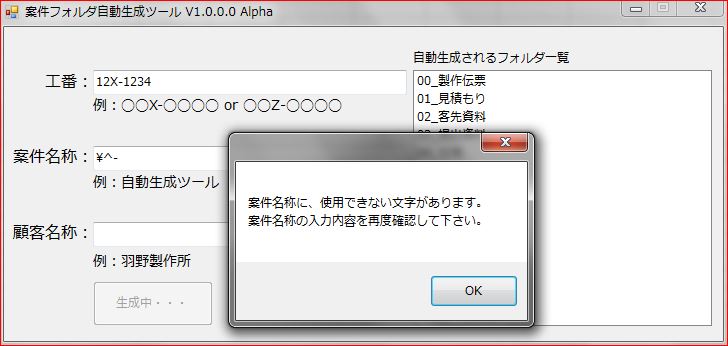 案件フォルダ自動生成ツール V1.0.0.0 Alpha
自動生成されるフォルダ一覧
工番：
12X-1234
例：○○X-○○○○ or ○○Z-○○○○
00_製作伝票
01_見積もり
02_客先資料
案件名称：
¥^-
例：自動生成ツール
案件名称に、使用できない文字があります。
案件名称の入力内容を再度確認して下さい。
OK
顧客名称：
例：羽野製作所
生成中・・・